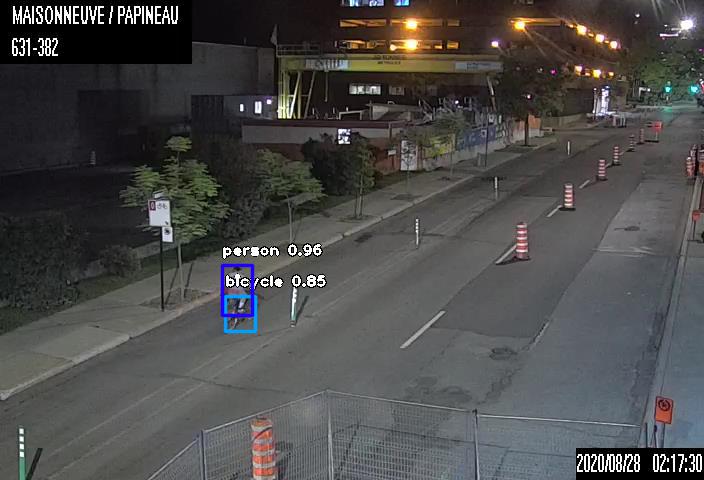 MAISONNEUVE / PAPINEAU
631-382
person 0.96
bicycle 0.85
2020/08/28 02:17:30